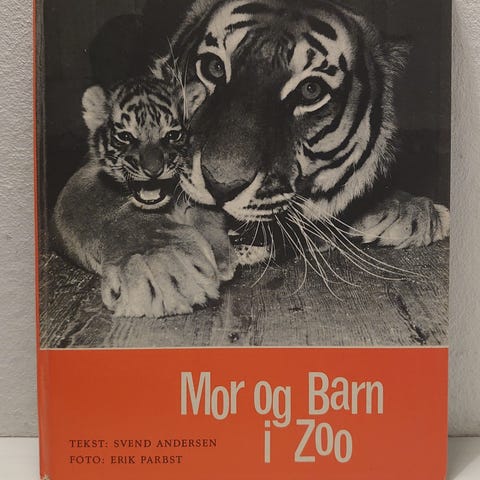 Mor og Barn
i Zoo
TEKST: SVEND ANDERSEN
FOTO: ERIK PARBST